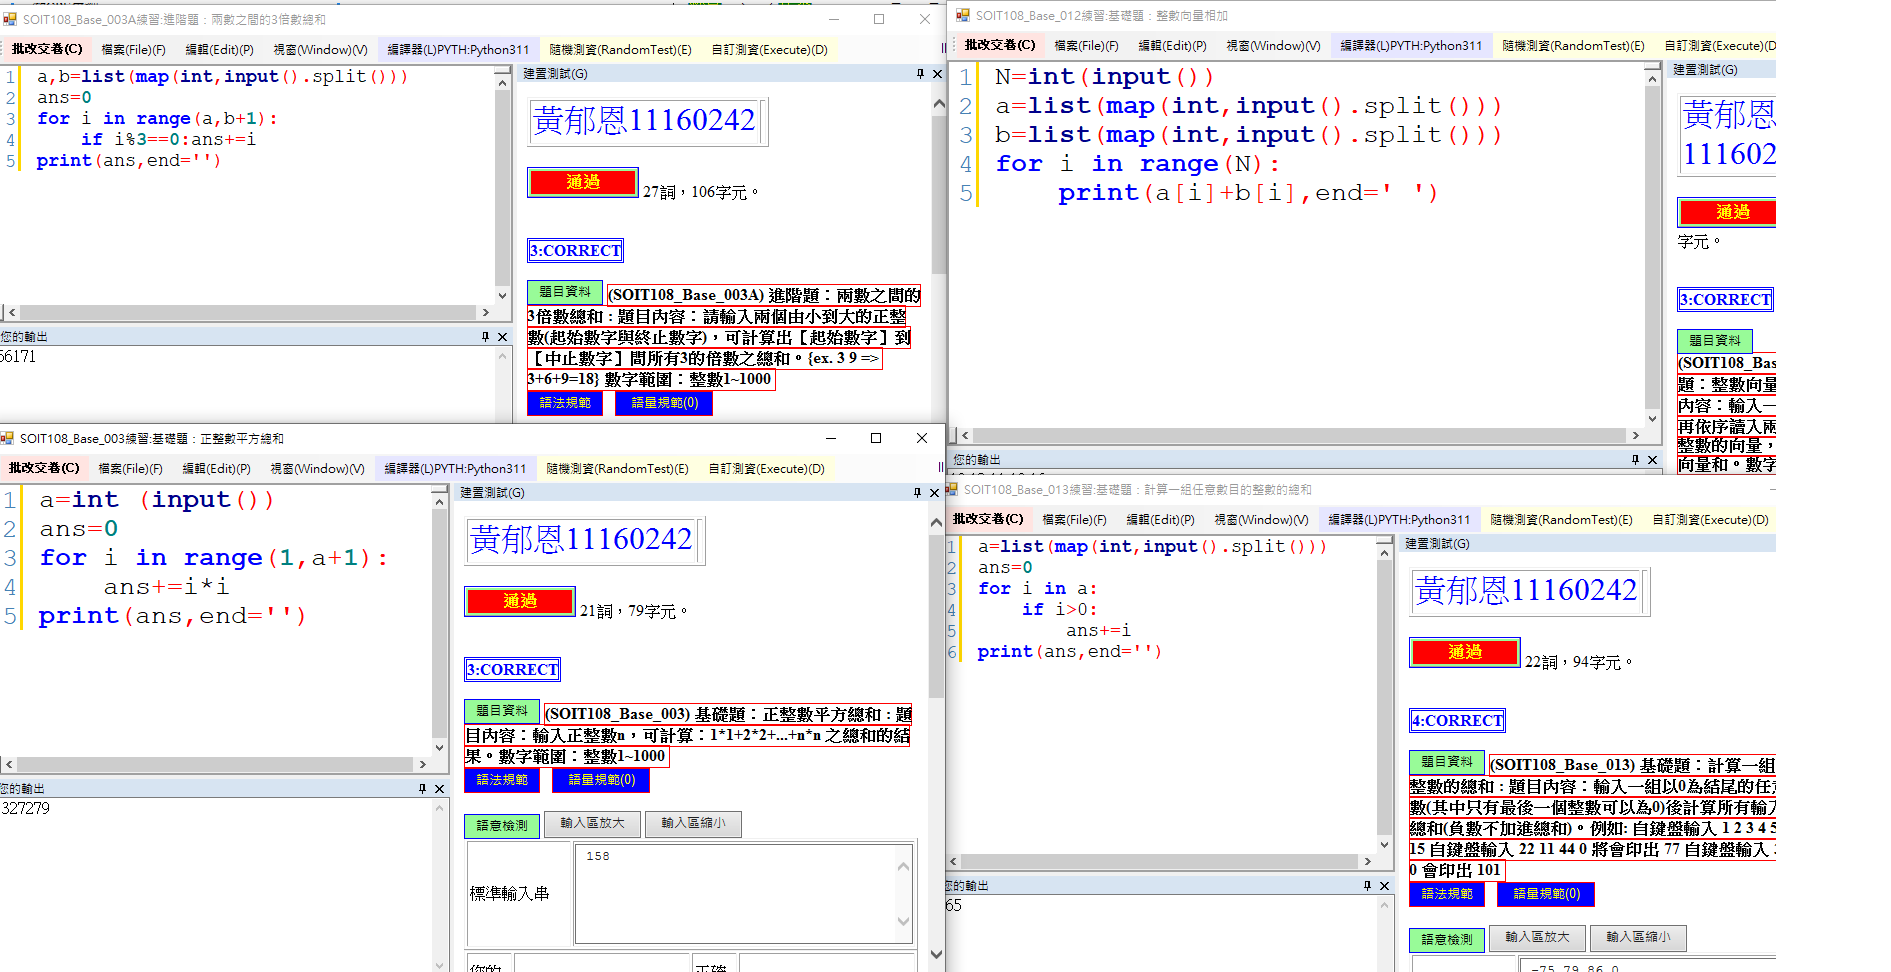 SOIT108_Base_003A練習:進階題：兩數之間的3倍數總和
批改交卷(C) 檔案(File)(F) 編輯(Edit)(P) 視窗(Window)(V) 編譯器(L)PYTH:Python311 隨機測資(RandomTest)(E) 自訂測資(Execute)(D)
1 a,b=list(map(int,input().split()))
2 ans=0
3 for i in range(a,b+1):
4     if i%3==0:ans+=i
5 print(ans,end='')
建置測試(G)
黃郁恩11160242
通過 27詞，106字元。
3:CORRECT
題目資料 (SOIT108_Base_003A) 進階題：兩數之間的
3倍數總和 : 題目內容：請輸入兩個由小到大的正整
數(起始數字與終止數字)，可計算出【起始數字】到
【中止數字】間所有3的倍數之總和。{ex. 3 9 =>
3+6+9=18} 數字範圍：整數1~1000
語法規範 語量規範(0)
您的輸出
66171
SOIT108_Base_012練習:基礎題：整數向量相加
批改交卷(C) 檔案(File)(F) 編輯(Edit)(P) 視窗(Window)(V) 編譯器(L)PYTH:Python311 隨機測資(RandomTest)(E) 自訂測資(Execute)(D
1 N=int(input())
2 a=list(map(int,input().split()))
3 b=list(map(int,input().split()))
4 for i in range(N):
5     print(a[i]+b[i],end=' ')
建置測試(G)
黃郁恩
111602
通過
字元。
3:CORRECT
題目資料
(SOIT108_Bas
題：整數向量
內容：輸入一
再依序讀入兩
整數的向量，
向量和。數字
您的輸出
SOIT108_Base_003練習:基礎題：正整數平方總和
批改交卷(C) 檔案(File)(F) 編輯(Edit)(P) 視窗(Window)(V) 編譯器(L)PYTH:Python311 隨機測資(RandomTest)(E) 自訂測資(Execute)(D)
1 a=int (input())
2 ans=0
3 for i in range(1,a+1):
4     ans+=i*i
5 print(ans,end='')
建置測試(G)
黃郁恩11160242
通過 21詞，79字元。
3:CORRECT
題目資料 (SOIT108_Base_003) 基礎題：正整數平方總和 : 題
目內容：輸入正整數n，可計算：1*1+2*2+...+n*n 之總和的結
果。數字範圍：整數1~1000
語法規範 語量規範(0)
語意檢測 輸入區放大 輸入區縮小
標準輸入串 158
您的 正確
您的輸出
327279
SOIT108_Base_013練習:基礎題：計算一組任意數目的整數的總和
批改交卷(C) 檔案(File)(F) 編輯(Edit)(P) 視窗(Window)(V) 編譯器(L)PYTH:Python311 隨機測資(RandomTest)(E) 自訂測資(Execute)(D)
1 a=list(map(int,input().split()))
2 ans=0
3 for i in a:
4     if i>0:
5         ans+=i
6 print(ans,end='')
建置測試(G)
黃郁恩11160242
通過 22詞，94字元。
4:CORRECT
題目資料 (SOIT108_Base_013) 基礎題：計算一組
整數的總和 : 題目內容：輸入一組以0為結尾的任意
數(其中只有最後一個整數可以為0)後計算所有輸入
總和(負數不加進總和)。例如: 自鍵盤輸入 1 2 3 4 5
15 自鍵盤輸入 22 11 44 0 將會印出 77 自鍵盤輸入
0 會印出 101
語法規範 語量規範(0)
語意檢測 輸入區放大 輸入區縮小
-75 79 86 0
您的輸出
65